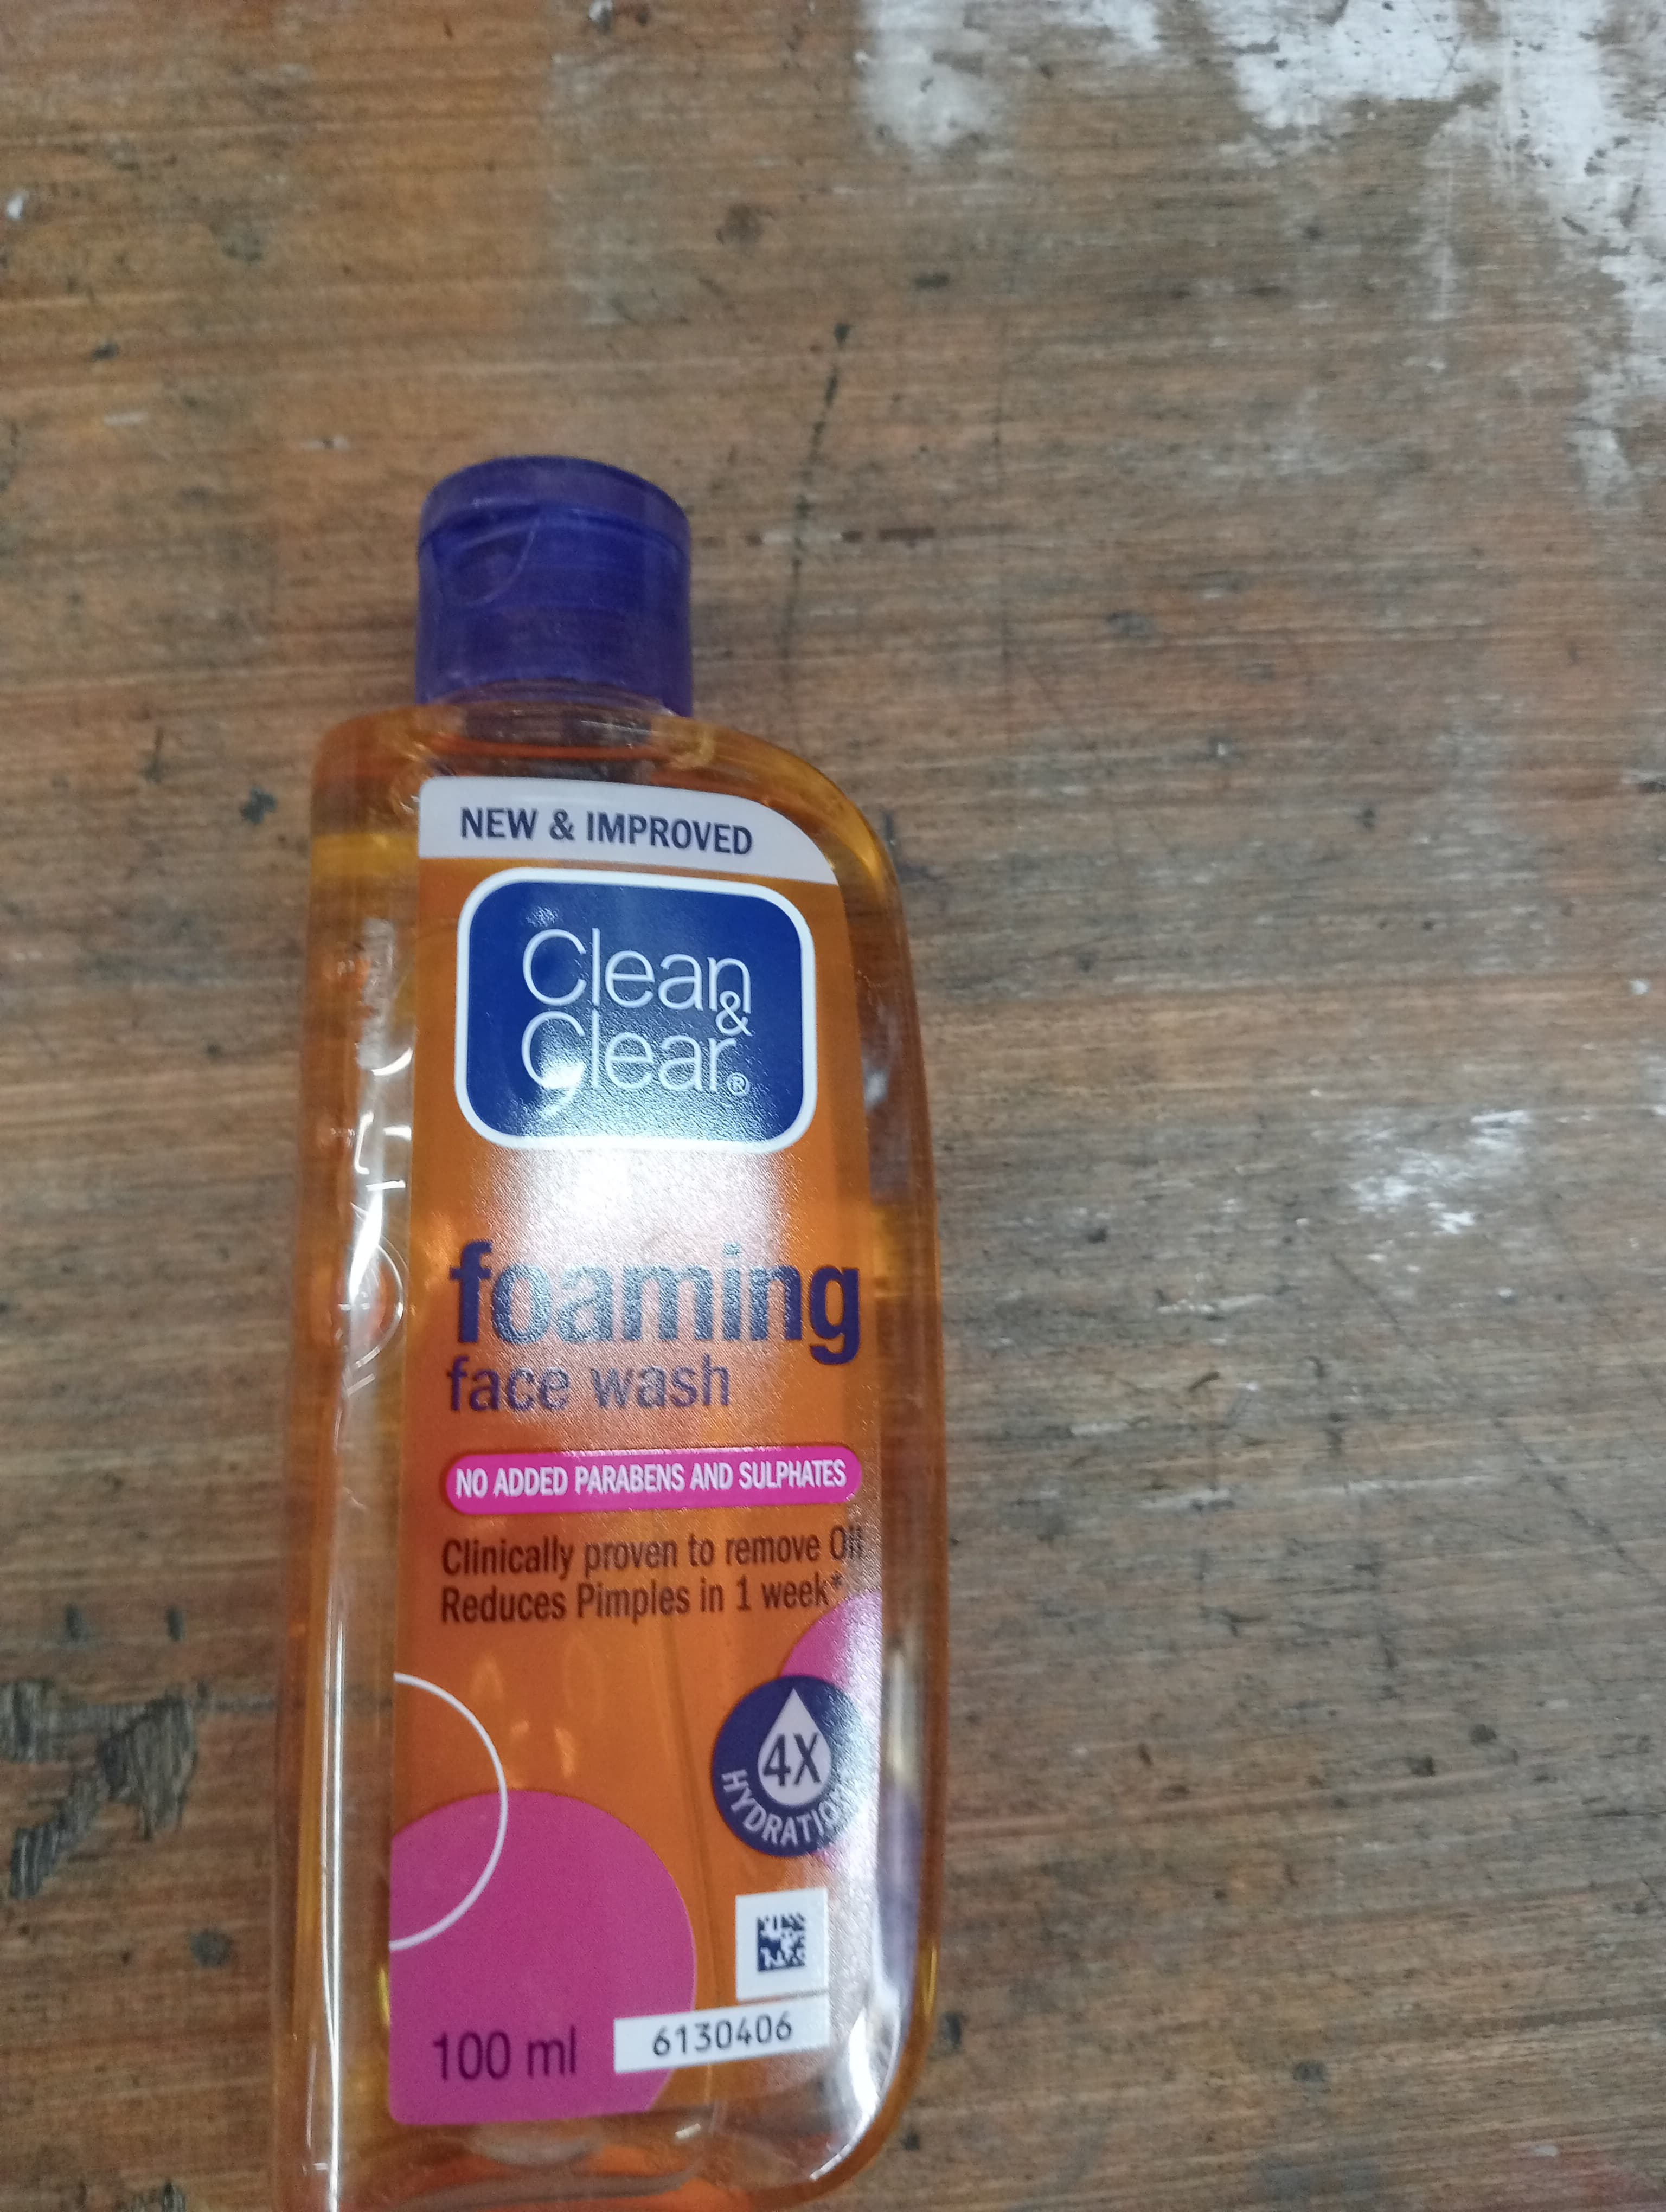 NEW & IMPROVED
Clean
&
Clear®
foaming
face wash
NO ADDED PARABENS AND SULPHATES
Clinically proven to remove Oil
Reduces Pimples in 1 week*
4X
HYDRATION
100 ml
6130406